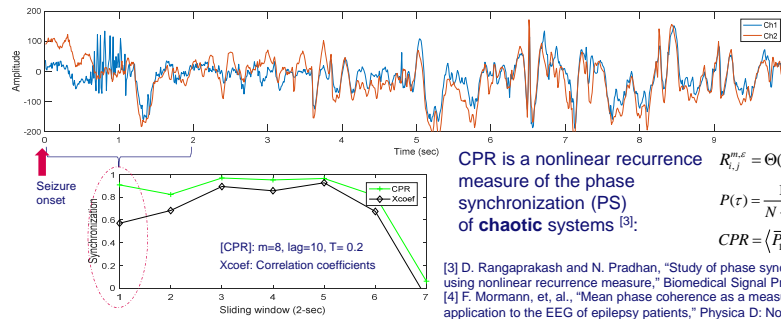 200
100
0
-100
-200
Amplitude
Ch1
Ch2
0 1 2 3 4 5 6 7 8 9
Time (sec)
Seizure
onset
1
0.8
0.6
0.4
0.2
0
Synchronization
CPR
Xcoef
[CPR]: m=8, lag=10, T= 0.2
Xcoef: Correlation coefficients
1 2 3 4 5 6 7
Sliding window (2-sec)
CPR is a nonlinear recurrence
measure of the phase
synchronization (PS)
of chaotic systems [3]:
R_{i,j}^{m,ε} = Θ(
P(τ) = 1
N
CPR = ⟨P̄
[3] D. Rangaprakash and N. Pradhan, “Study of phase sync
using nonlinear recurrence measure,” Biomedical Signal Pr
[4] F. Mormann, et, al., “Mean phase coherence as a measu
application to the EEG of epilepsy patients,” Physica D: No